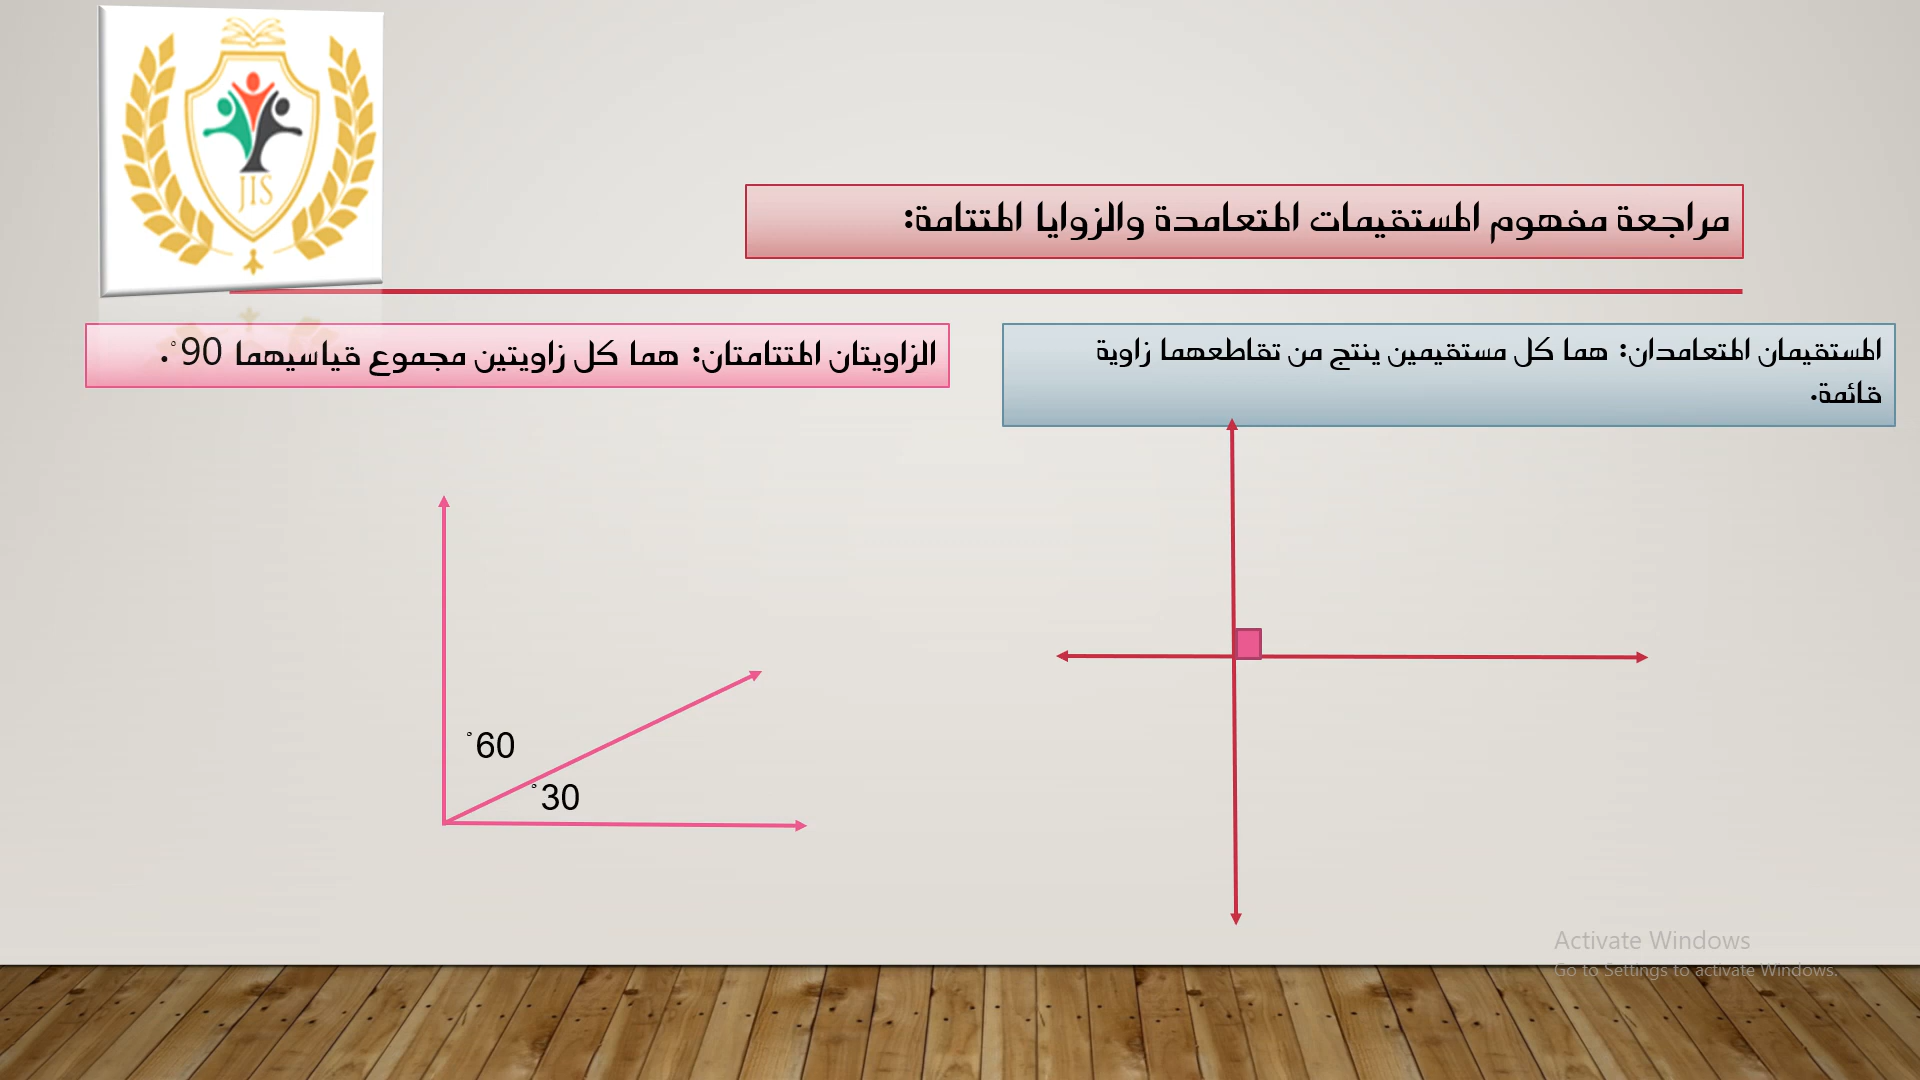 JIS
مراجعة مفهوم المستقيمات المتعامدة والزوايا المتتامة:
المستقيمان المتعامدان: هما كل مستقيمين ينتج من تقاطعهما زاوية
قائمة.
الزاويتان المتتامتان: هما كل زاويتين مجموع قياسيهما 90°.
60°
30°
Activate Windows
Go to Settings to activate Windows.